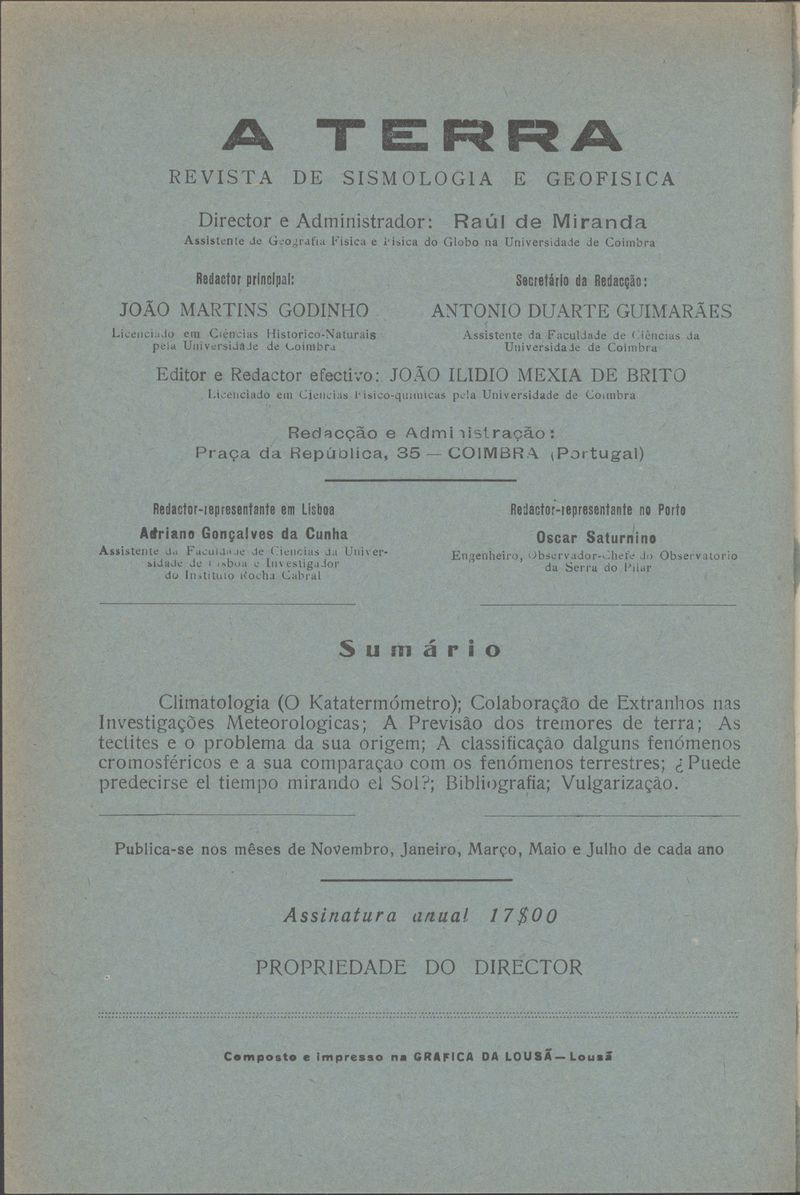 A TERRA
REVISTA DE SISMOLOGIA E GEOFISICA
Director e Administrador: Raúl de Miranda
Assistente de Geografia Fisica e Fisica do Globo na Universidade de Coimbra
Redactor principal:
JOÃO MARTINS GODINHO
Licenciado em Ciências Historico-Naturais
pela Universidade de Coimbra
Secretário da Redacção:
ANTONIO DUARTE GUIMARÃES
Assistente da Faculdade de Ciências da
Universidade de Coimbra
Editor e Redactor efectivo: JOÃO ILIDIO MEXIA DE BRITO
Licenciado em Ciencias Fisico-quimicas pela Universidade de Coimbra
Redacção e Administração:
Praça da República, 35 — COIMBRA (Portugal)
Redactor-representante em Lisboa
Adriano Gonçalves da Cunha
Assistente da Faculdade de Ciencias da Univer-
sidade de Lisboa e Investigador
do Instituto Rocha Cabral
Redactor-representante no Porto
Oscar Saturnino
Engenheiro, Observador-Chefe do Observatorio
da Serra do Pilar
Sumário
Climatologia (O Katatermómetro); Colaboração de Extranhos nas
Investigações Meteorologicas; A Previsão dos tremores de terra; As
tectites e o problema da sua origem; A classificação dalguns fenómenos
cromosféricos e a sua comparação com os fenómenos terrestres; ¿Puede
predecirse el tiempo mirando el Sol?; Bibliografia; Vulgarização.
Publica-se nos mêses de Novembro, Janeiro, Março, Maio e Julho de cada ano
Assinatura anual 17$00
PROPRIEDADE DO DIRECTOR
Composto e impresso na GRAFICA DA LOUSÃ—Lousã